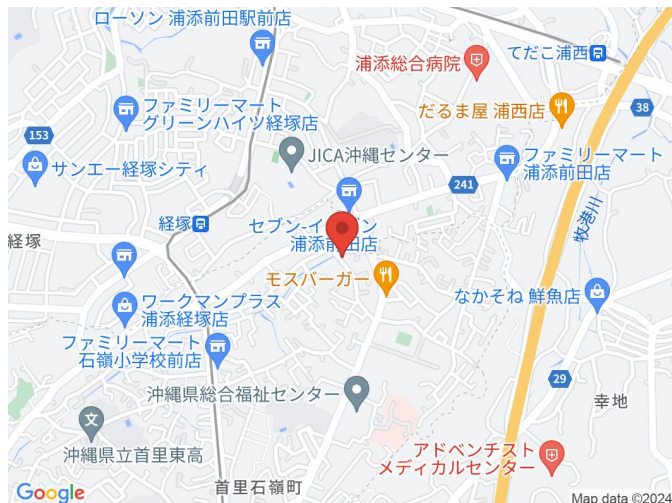 ローソン 浦添前田駅前店
てだこ浦西
浦添総合病院
ファミリーマート
グリーンハイツ経塚店
だるま屋 浦西店
38
153
JICA沖縄センター
ファミリーマート
浦添前田店
サンエー経塚シティ
241
経塚
セブン-イレブン
浦添前田店
牧港川
経塚
モスバーガー
なかそね 鮮魚店
ワークマンプラス
浦添経塚店
ファミリーマート
石嶺小学校前店
29
沖縄県総合福祉センター
幸地
沖縄県立首里東高
アドベンチスト
メディカルセンター
首里石嶺町
Google
Map data ©2024